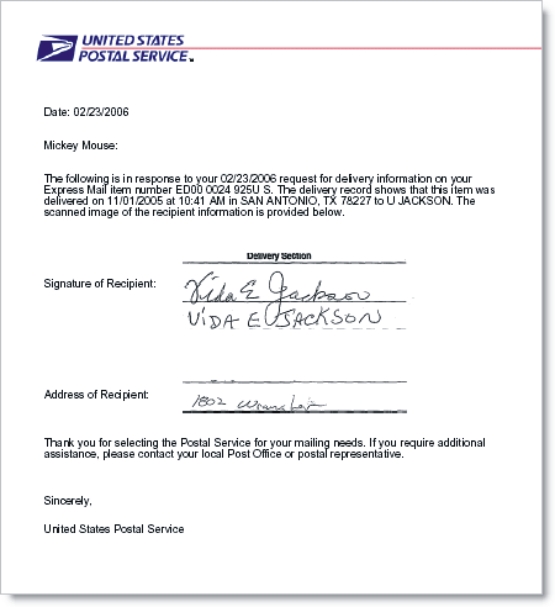 UNITED STATES
POSTAL SERVICE™
Date: 02/23/2006
Mickey Mouse:
The following is in response to your 02/23/2006 request for delivery information on your
Express Mail item number ED00 0024 925U S. The delivery record shows that this item was
delivered on 11/01/2005 at 10:41 AM in SAN ANTONIO, TX 78227 to U JACKSON. The
scanned image of the recipient information is provided below.
Delivery Section
Signature of Recipient:
Vida E Jackson
ViDA E JACKSON
Address of Recipient:
1802
Thank you for selecting the Postal Service for your mailing needs. If you require additional
assistance, please contact your local Post Office or postal representative.
Sincerely,
United States Postal Service